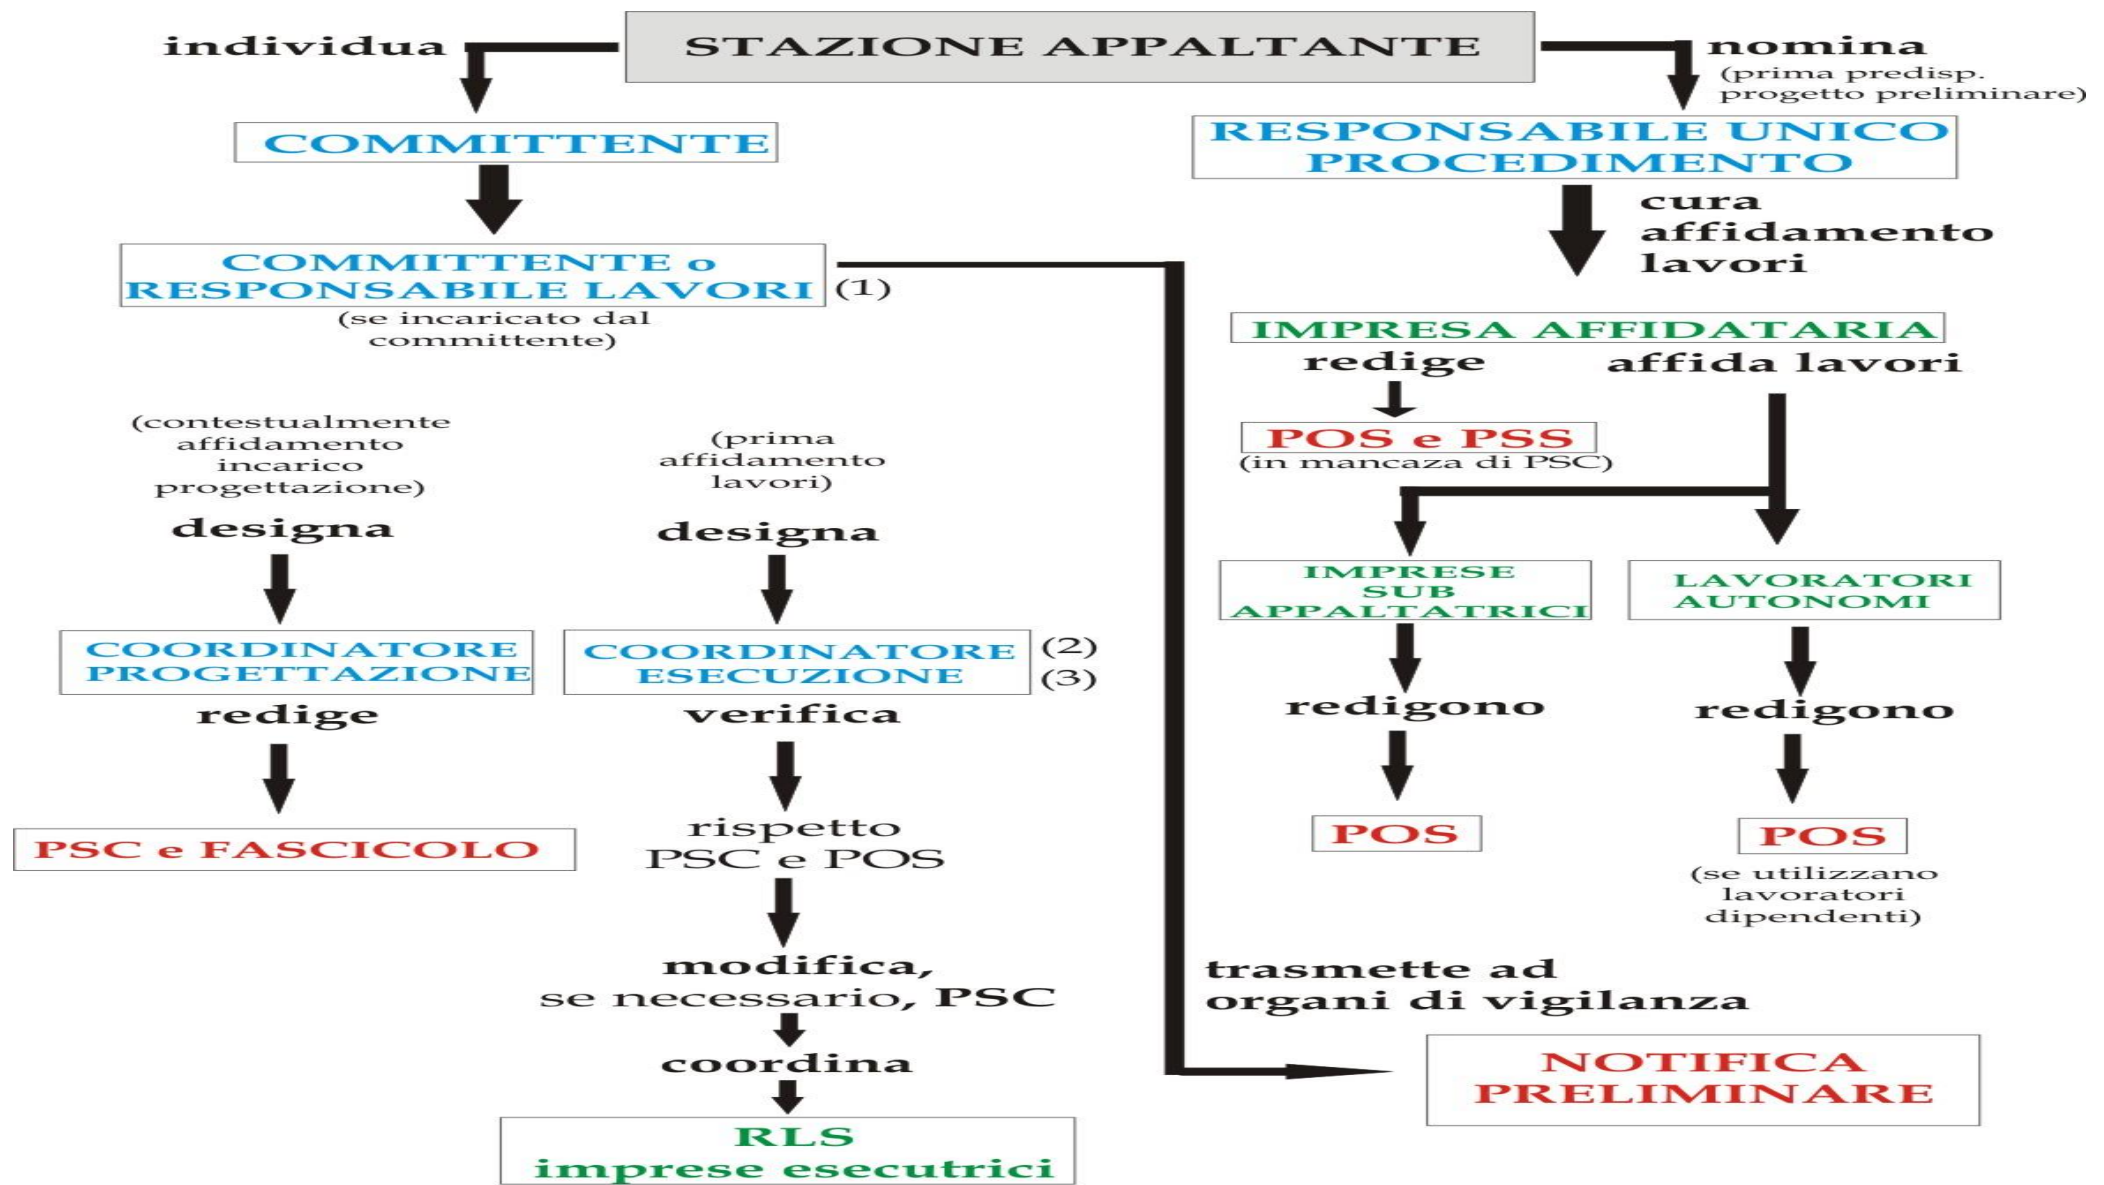 STAZIONE APPALTANTE
individua
nomina
(prima predisp.
progetto preliminare)
COMMITTENTE
RESPONSABILE UNICO
PROCEDIMENTO
cura
affidamento
lavori
COMMITTENTE o
RESPONSABILE LAVORI (1)
(se incaricato dal
committente)
IMPRESA AFFIDATARIA
redige
affida lavori
POS e PSS
(in mancaza di PSC)
(contestualmente
affidamento
incarico
progettazione)
designa
(prima
affidamento
lavori)
designa
IMPRESE
SUB
APPALTATRICI
LAVORATORI
AUTONOMI
COORDINATORE
PROGETTAZIONE
COORDINATORE (2)
ESECUZIONE (3)
redige
verifica
redigono
redigono
PSC e FASCICOLO
rispetto
PSC e POS
POS
POS
(se utilizzano
lavoratori
dipendenti)
modifica,
se necessario, PSC
trasmette ad
organi di vigilanza
coordina
NOTIFICA
PRELIMINARE
RLS
imprese esecutrici